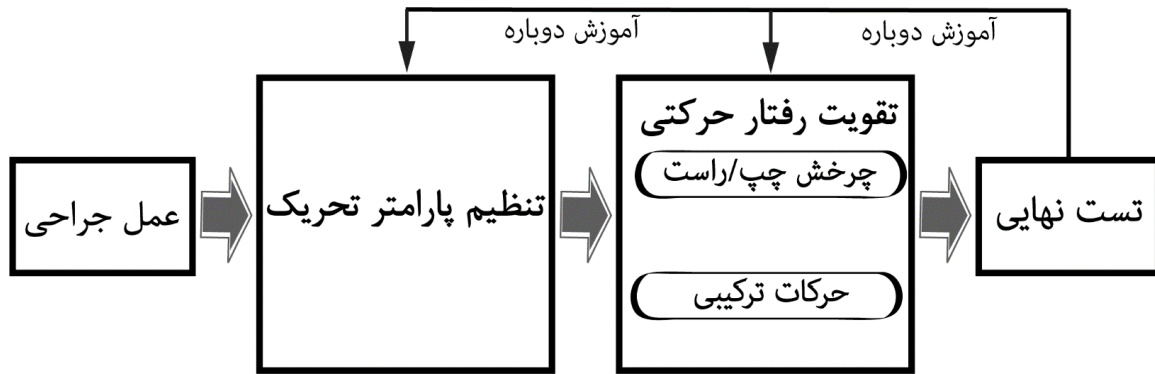 آموزش دوباره
آموزش دوباره
عمل جراحی
تنظیم پارامتر تحریک
تقویت رفتار حرکتی
چرخش چپ/راست
حرکات ترکیبی
تست نهایی